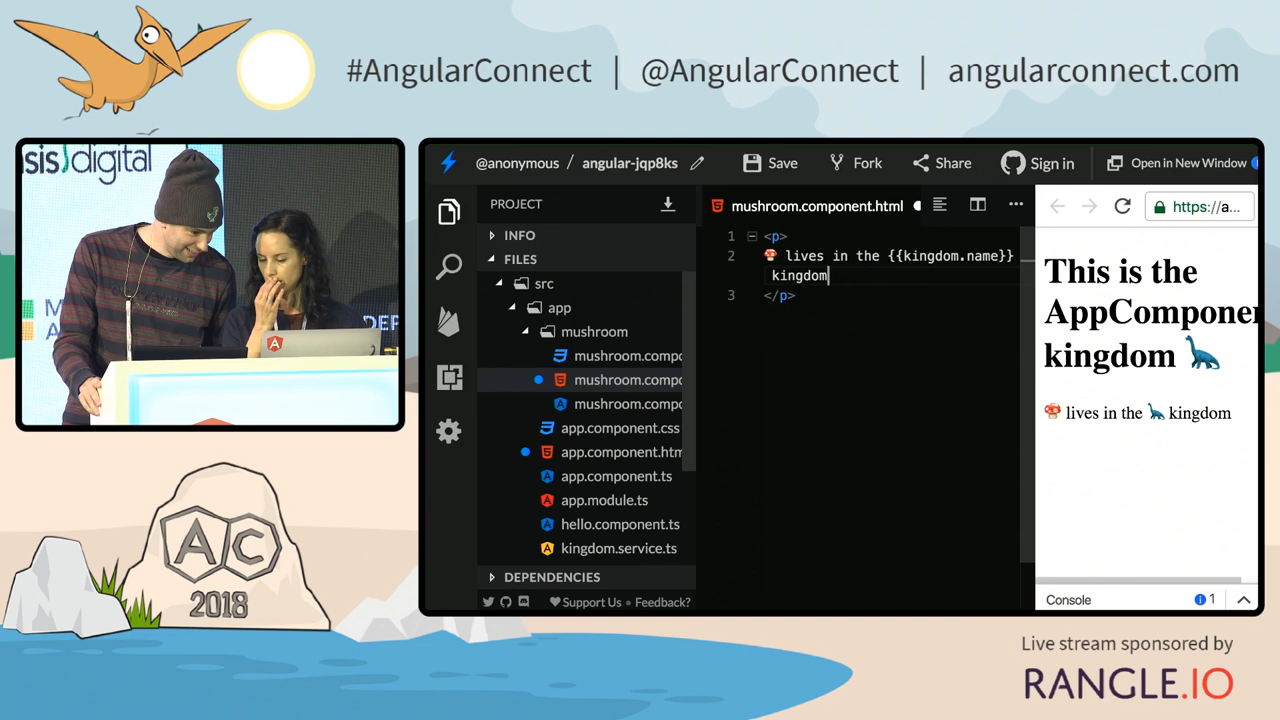 #AngularConnect | @AngularConnect | angularconnect.com
sis digital
DEP
@anonymous / angular-jqp8ks
Save
Fork
Share
Sign in
Open in New Window
PROJECT
INFO
FILES
src
app
mushroom
mushroom.compo
mushroom.compo
mushroom.compo
app.component.css
app.component.htm
app.component.ts
app.module.ts
hello.component.ts
kingdom.service.ts
DEPENDENCIES
Support Us • Feedback?
mushroom.component.html
1 <p>
2 🍄 lives in the {{kingdom.name}}
kingdom
3 </p>
https://a...
This is the
AppComponen
kingdom 🦕
🍄 lives in the 🦕 kingdom
Console
1
AC
2018
Live stream sponsored by
RANGLE.IO